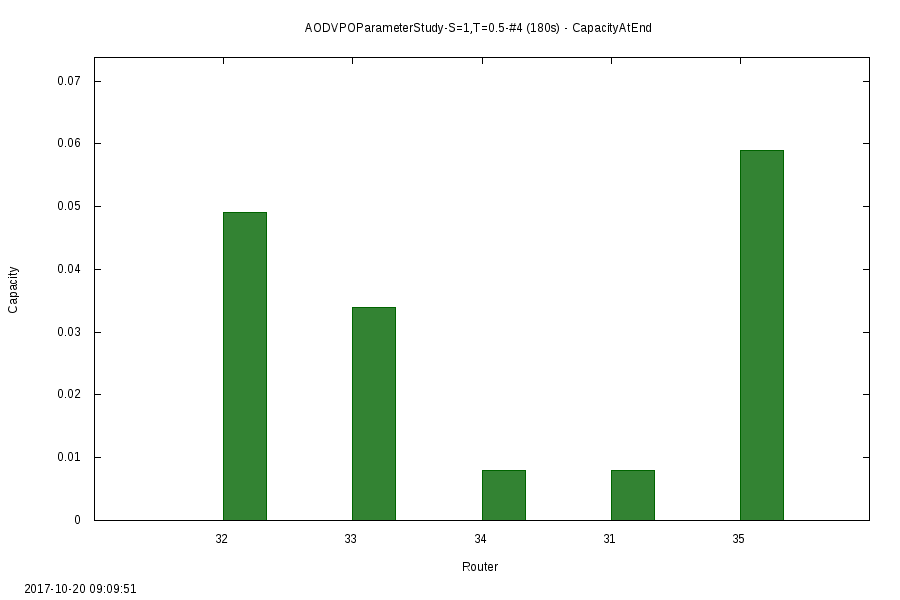 AODVPOParameterStudy-S=1,T=0.5-#4 (180s) - CapacityAtEnd
0.07
0.06
0.05
0.04
0.03
0.02
0.01
0
Capacity
32 33 34 31 35
Router
2017-10-20 09:09:51